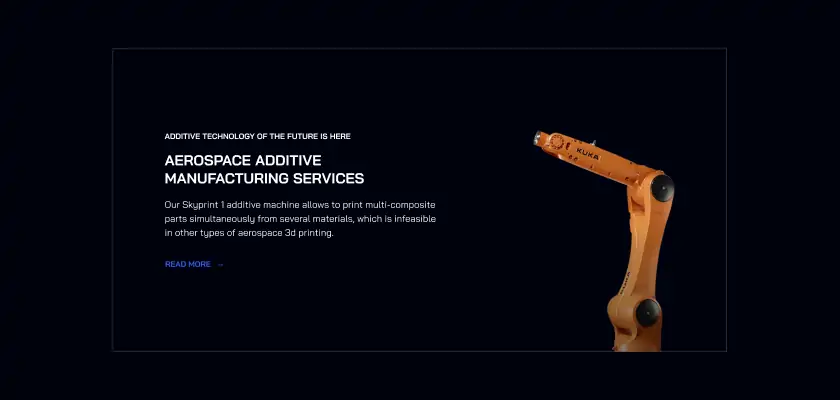 ADDITIVE TECHNOLOGY OF THE FUTURE IS HERE
AEROSPACE ADDITIVE
MANUFACTURING SERVICES
Our Skyprint 1 additive machine allows to print multi-composite
parts simultaneously from several materials, which is infeasible
in other types of aerospace 3d printing.
READ MORE →
KUKA